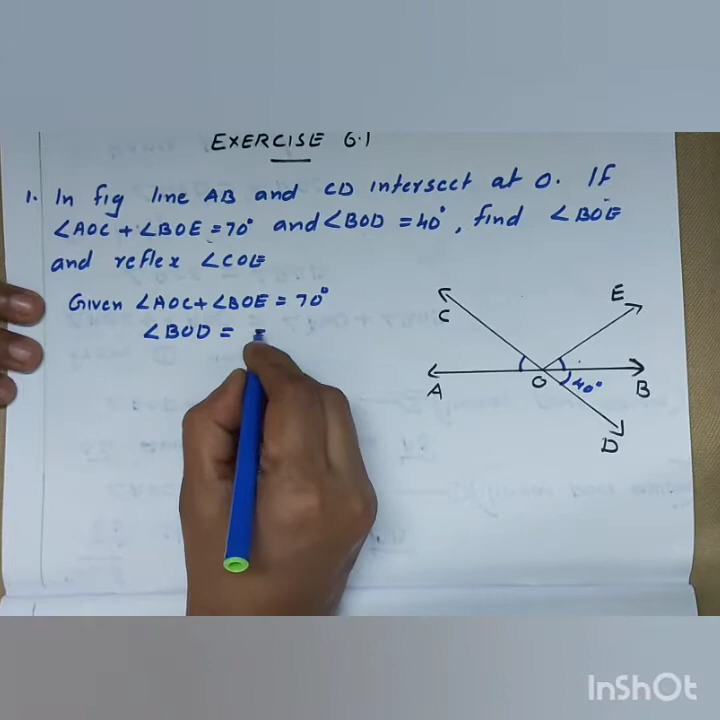 EXERCISE 6.1
1. In fig line AB and CD intersect at O. If
∠AOC + ∠BOE = 70° and ∠BOD = 40°, find ∠BOE
and reflex ∠COE
Given ∠AOC + ∠BOE = 70°
∠BOD = =
C
E
A
O
40°
B
D
InShOt